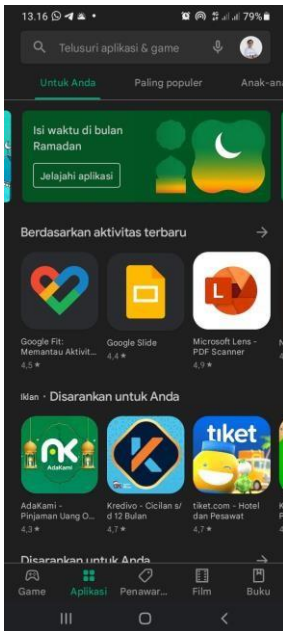 13.16
79%
Telusuri aplikasi & game
Untuk Anda
Paling populer
Anak-an
Isi waktu di bulan
Ramadan
Jelajahi aplikasi
Berdasarkan aktivitas terbaru
Google Fit:
Memantau Aktivit...
4,5★
Google Slide
4,4★
Microsoft Lens -
PDF Scanner
4,9★
Iklan · Disarankan untuk Anda
AdaKami
tiket
AdaKami -
Pinjaman Uang O...
4,3★
Kredivo - Cicilan s/
d 12 Bulan
4,7★
tiket.com - Hotel
dan Pesawat
4,7★
Disarankan untuk Anda
Game
Aplikasi
Penawar...
Film
Buku